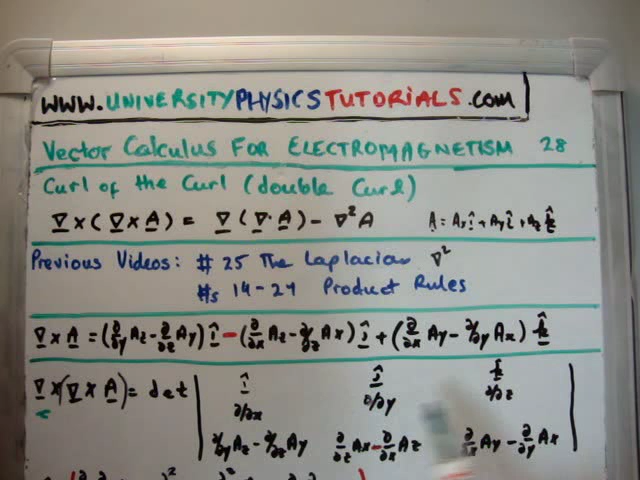 WWW.UNIVERSITYPHYSICSTUTORIALS.COM
Vector Calculus FOR ELECTROMAGNETISM 28
Curl of the Curl (double Curl)
∇ × (∇ × A) = ∇ (∇·A) - ∇²A A = Axî + Ayĵ + Az k̂
Previous Videos: # 25 The Laplacian ∇²
#s 14-24 Product Rules
∇ × A = (∂/∂y Az - ∂/∂z Ay) î - (∂/∂x Az - ∂/∂z Ax) ĵ + (∂/∂x Ay - ∂/∂y Ax) k̂
∇ × (∇ × A) = det | î ĵ k̂ |
∂/∂x ∂/∂y ∂/∂z
∂/∂y Az - ∂/∂z Ay ∂/∂z Ax - ∂/∂x Az ∂/∂x Ay - ∂/∂y Ax